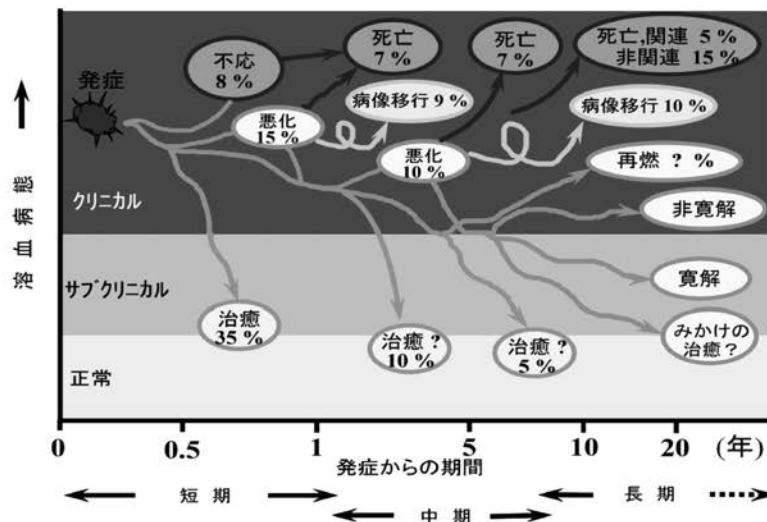 死亡
7 %
死亡
7 %
死亡,関連 5 %
非関連 15 %
不応
8 %
発症
病像移行 9 %
病像移行 10 %
悪化
15 %
悪化
10 %
再燃 ? %
クリニカル
非寛解
溶血病態
サブクリニカル
寛解
治癒
35 %
治癒 ?
10 %
治癒 ?
5 %
みかけの
治癒?
正常
0 0.5 1 5 10 20 (年)
発症からの期間
短 期
中 期
長 期